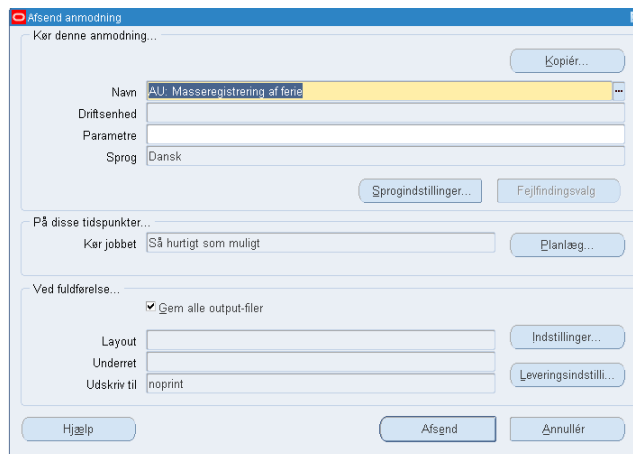 Afsend anmodning
Kør denne anmodning...
Kopiér...
Navn AU: Masseregistrering af ferie ...
Driftsenhed
Parametre
Sprog Dansk
Sprogindstillinger... Fejlfindingsvalg
På disse tidspunkter...
Kør jobbet Så hurtigt som muligt Planlæg...
Ved fuldførelse...
Gem alle output-filer
Layout Indstillinger...
Underret
Udskriv til noprint Leveringsindstilli...
Hjælp Afsend Annullér